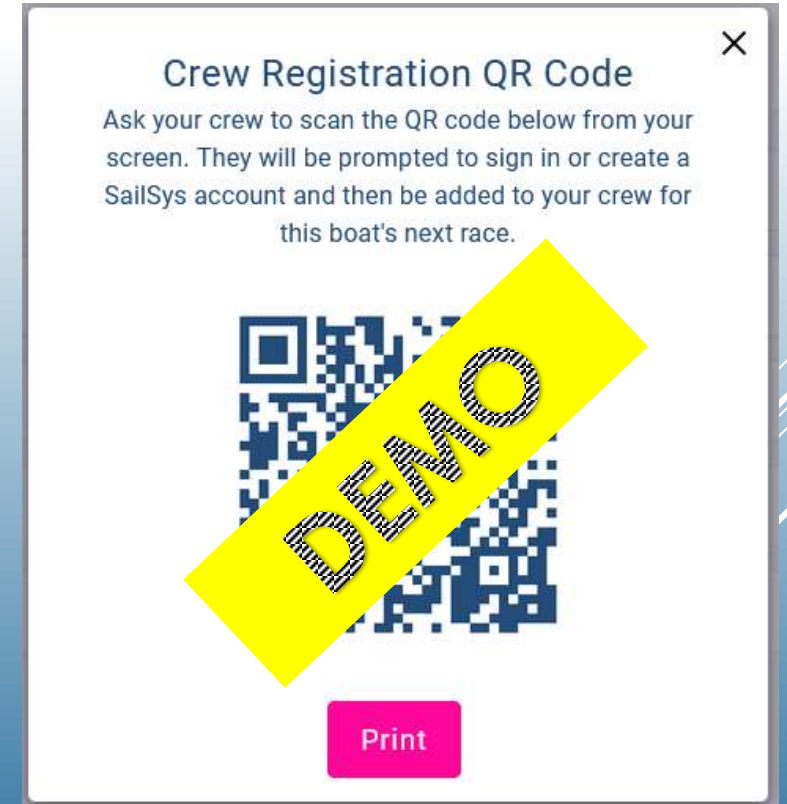 Crew Registration QR Code
Ask your crew to scan the QR code below from your
screen. They will be prompted to sign in or create a
SailSys account and then be added to your crew for
this boat's next race.
DEMO
Print